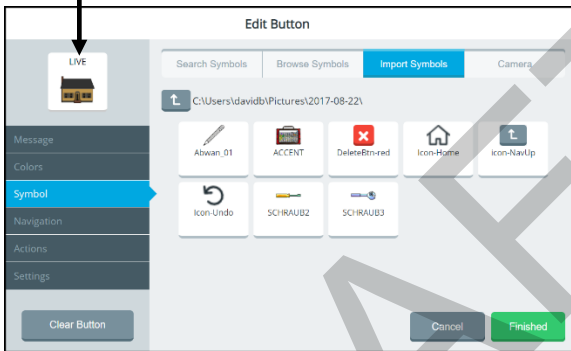 Edit Button
LIVE
Search Symbols
Browse Symbols
Import Symbols
Camera
C:\Users\davidb\Pictures\2017-08-22\
Message
Colors
Symbol
Navigation
Actions
Settings
Clear Button
Abwan_01
ACCENT
DeleteBtn-red
Icon-Home
icon-NavUp
Icon-Undo
SCHRAUB2
SCHRAUB3
Cancel
Finished